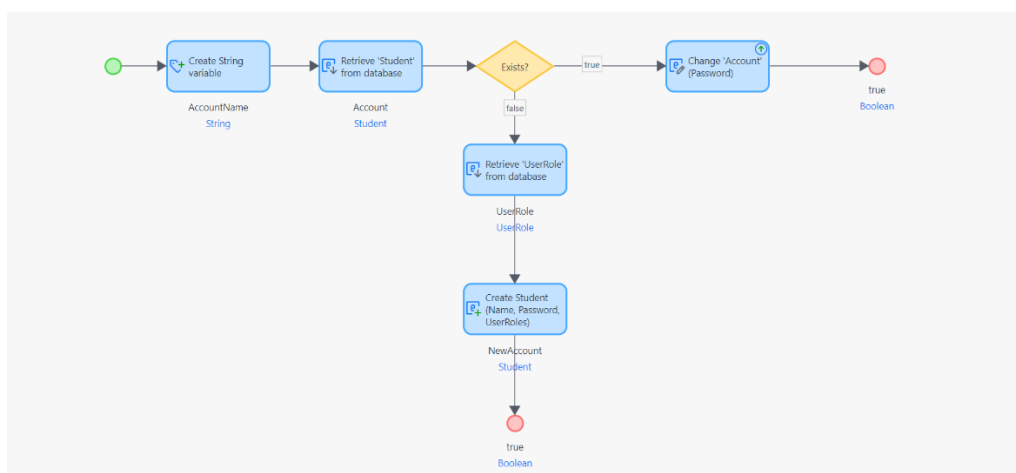 Create String
variable
AccountName
String
Retrieve 'Student'
from database
Account
Student
Exists?
true
Change 'Account'
(Password)
true
Boolean
false
Retrieve 'UserRole'
from database
UserRole
UserRole
Create Student
(Name, Password,
UserRoles)
NewAccount
Student
true
Boolean